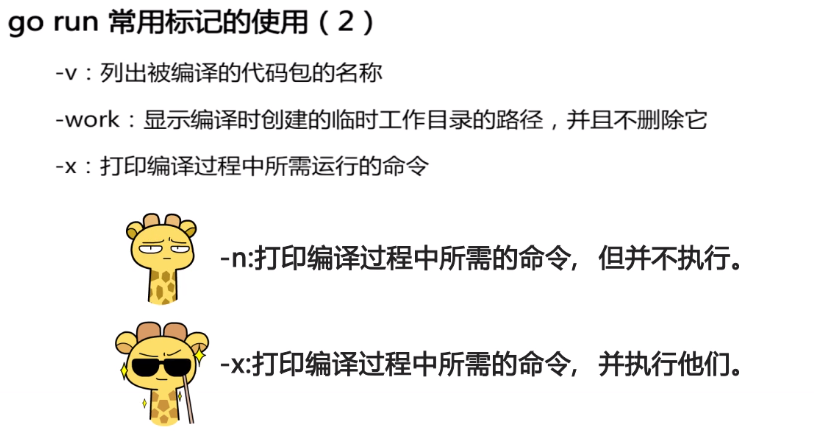 go run 常用标记的使用（2）
-v：列出被编译的代码包的名称
-work：显示编译时创建的临时工作目录的路径，并且不删除它
-x：打印编译过程中所需运行的命令
-n:打印编译过程中所需的命令，但并不执行。
-x:打印编译过程中所需的命令，并执行他们。